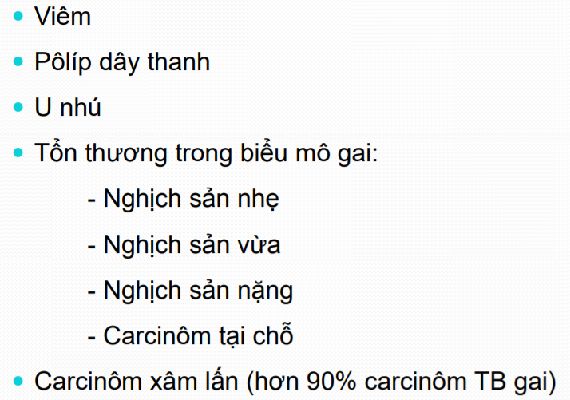 • Viêm
• Pôlíp dây thanh
• U nhú
• Tổn thương trong biểu mô gai:
- Nghịch sản nhẹ
- Nghịch sản vừa
- Nghịch sản nặng
- Carcinôm tại chỗ
• Carcinôm xâm lấn (hơn 90% carcinôm TB gai)